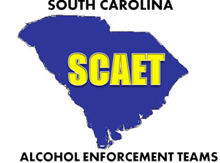 SOUTH CAROLINA
SCAET
ALCOHOL ENFORCEMENT TEAMS